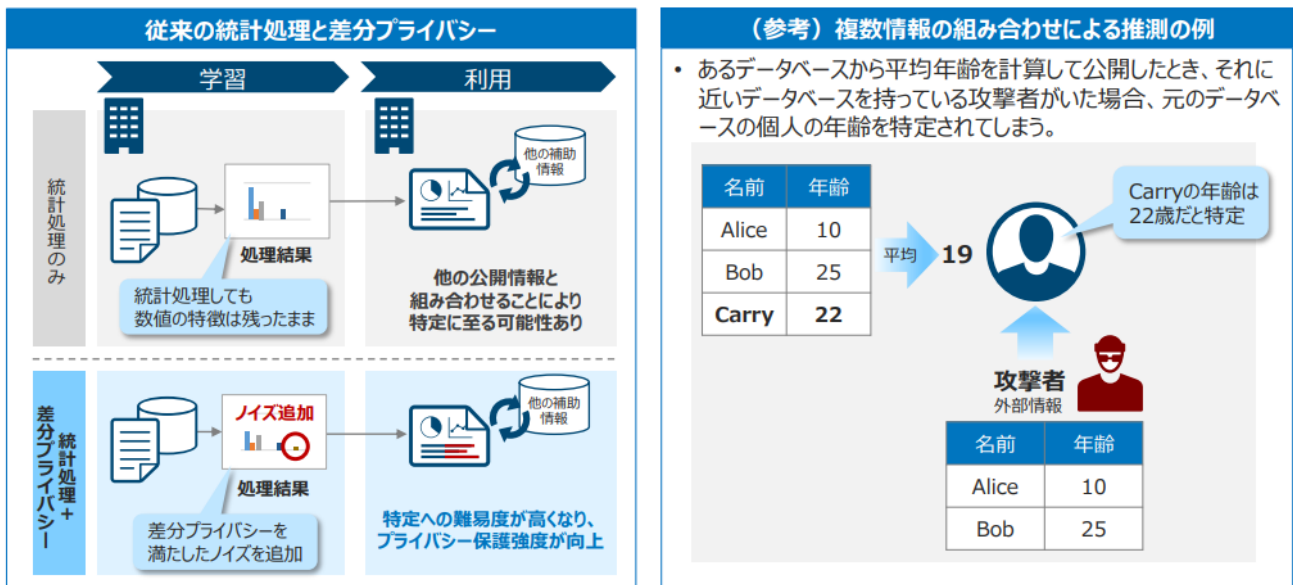 従来の統計処理と差分プライバシー
学習
利用
統計処理のみ
処理結果
統計処理しても
数値の特徴は残ったまま
他の補助
情報
他の公開情報と
組み合わせることにより
特定に至る可能性あり
統計処理+
差分プライバシー
ノイズ追加
処理結果
差分プライバシーを
満たしたノイズを追加
他の補助
情報
特定への難易度が高くなり、
プライバシー保護強度が向上
(参考)複数情報の組み合わせによる推測の例
• あるデータベースから平均年齢を計算して公開したとき、それに
近いデータベースを持っている攻撃者がいた場合、元のデータベ
ースの個人の年齢を特定されてしまう。
名前 年齢
Alice 10
Bob 25
Carry 22
平均
19
Carryの年齢は
22歳だと特定
攻撃者
外部情報
名前 年齢
Alice 10
Bob 25